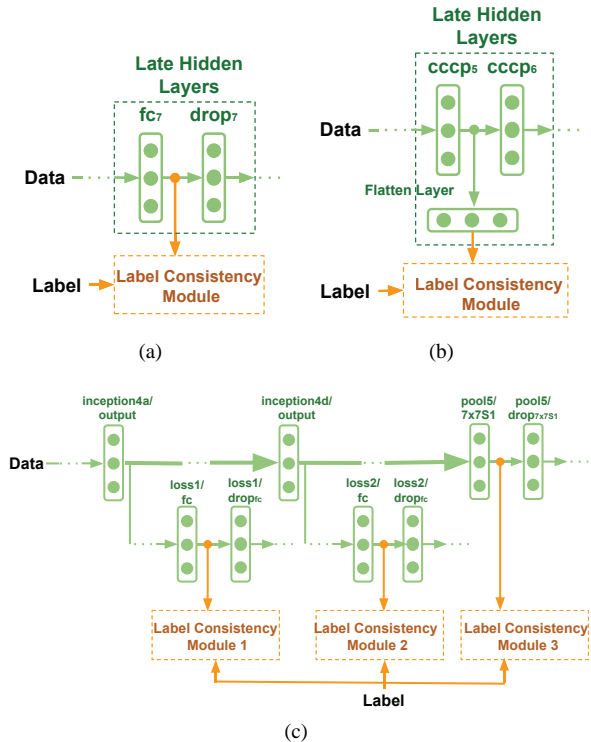 Late Hidden
Layers
fc7
drop7
Data
Label
Label Consistency
Module
(a)
Late Hidden
Layers
cccp5 cccp6
Data
Flatten Layer
Label
Label Consistency
Module
(b)
inception4a/
output
inception4d/
output
pool5/
7x7S1
pool5/
drop7x7S1
Data
loss1/
fc
loss1/
dropfc
loss2/
fc
loss2/
dropfc
Label Consistency
Module 1
Label Consistency
Module 2
Label Consistency
Module 3
Label
(c)